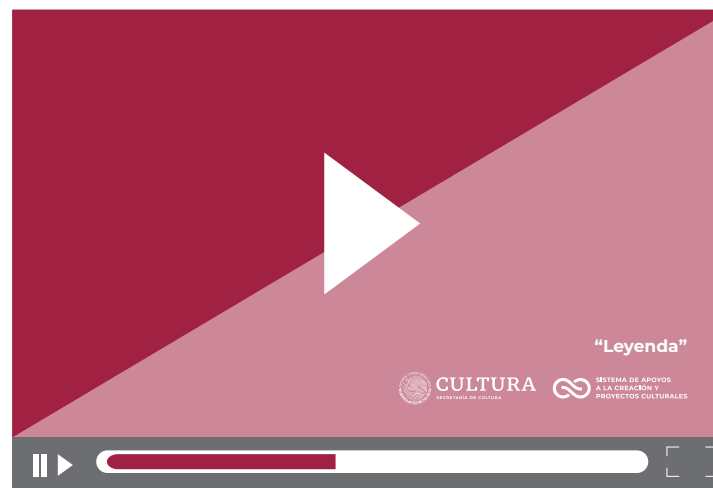 “Leyenda”
CULTURA
SECRETARÍA DE CULTURA
SISTEMA DE APOYOS
A LA CREACIÓN Y
PROYECTOS CULTURALES